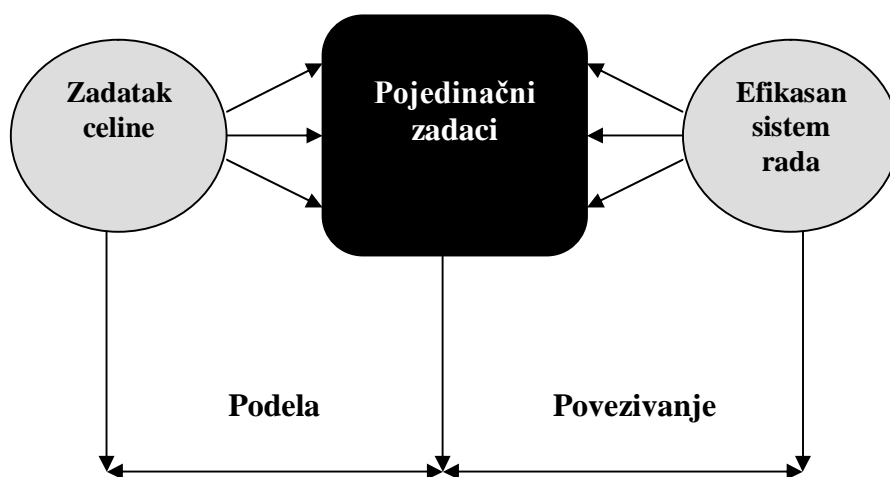 Zadatak
celine
Pojedinačni
zadaci
Efikasan
sistem
rada
Podela
Povezivanje